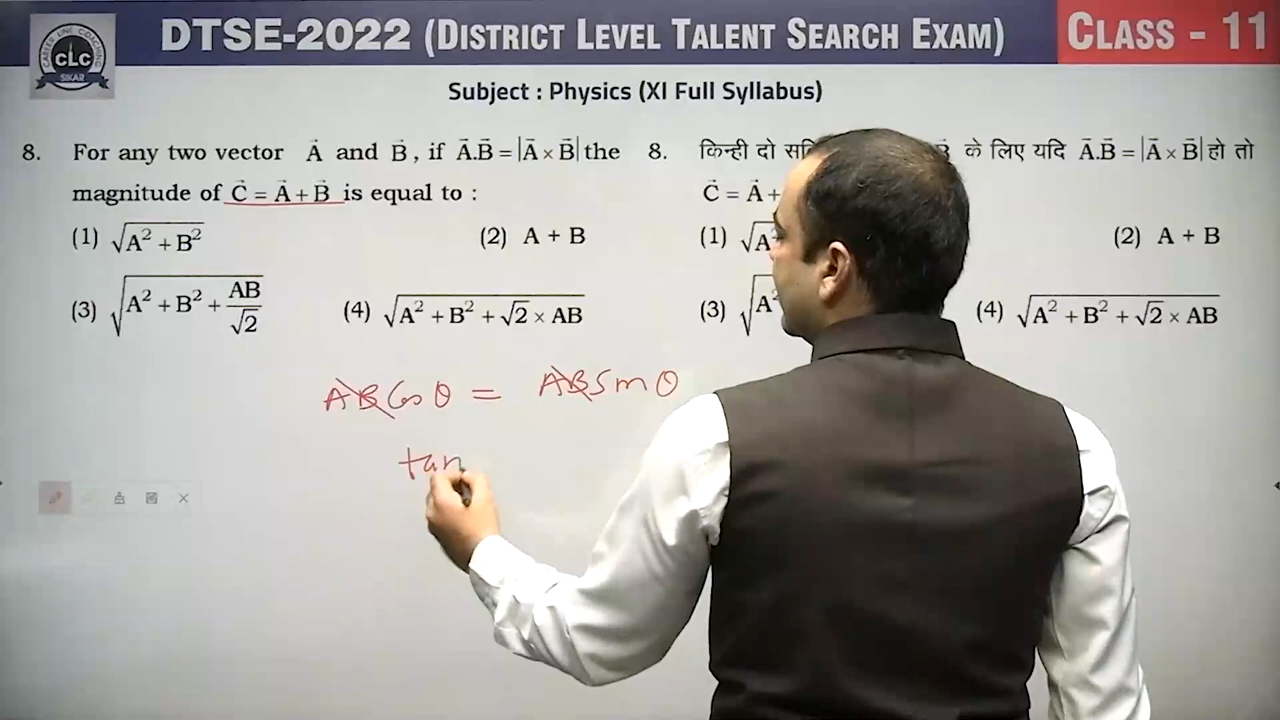 CAREER LINE COACHING
CLC
SIKAR
DTSE-2022 (DISTRICT LEVEL TALENT SEARCH EXAM)
CLASS - 11
Subject : Physics (XI Full Syllabus)
8. For any two vector A⃗ and B⃗, if A⃗.B⃗ = |A⃗ × B⃗| the
magnitude of C⃗ = A⃗ + B⃗ is equal to :
(1) √(A² + B²) (2) A + B
(3) √(A² + B² + AB/√2) (4) √(A² + B² + √2 × AB)
8. किन्ही दो के लिए यदि A⃗.B⃗ = |A⃗ × B⃗| हो तो
C⃗ = A⃗ +
(1) (2) A + B
(3) (4) √(A² + B² + √2 × AB)
AB Cos θ = AB Sin θ
tan